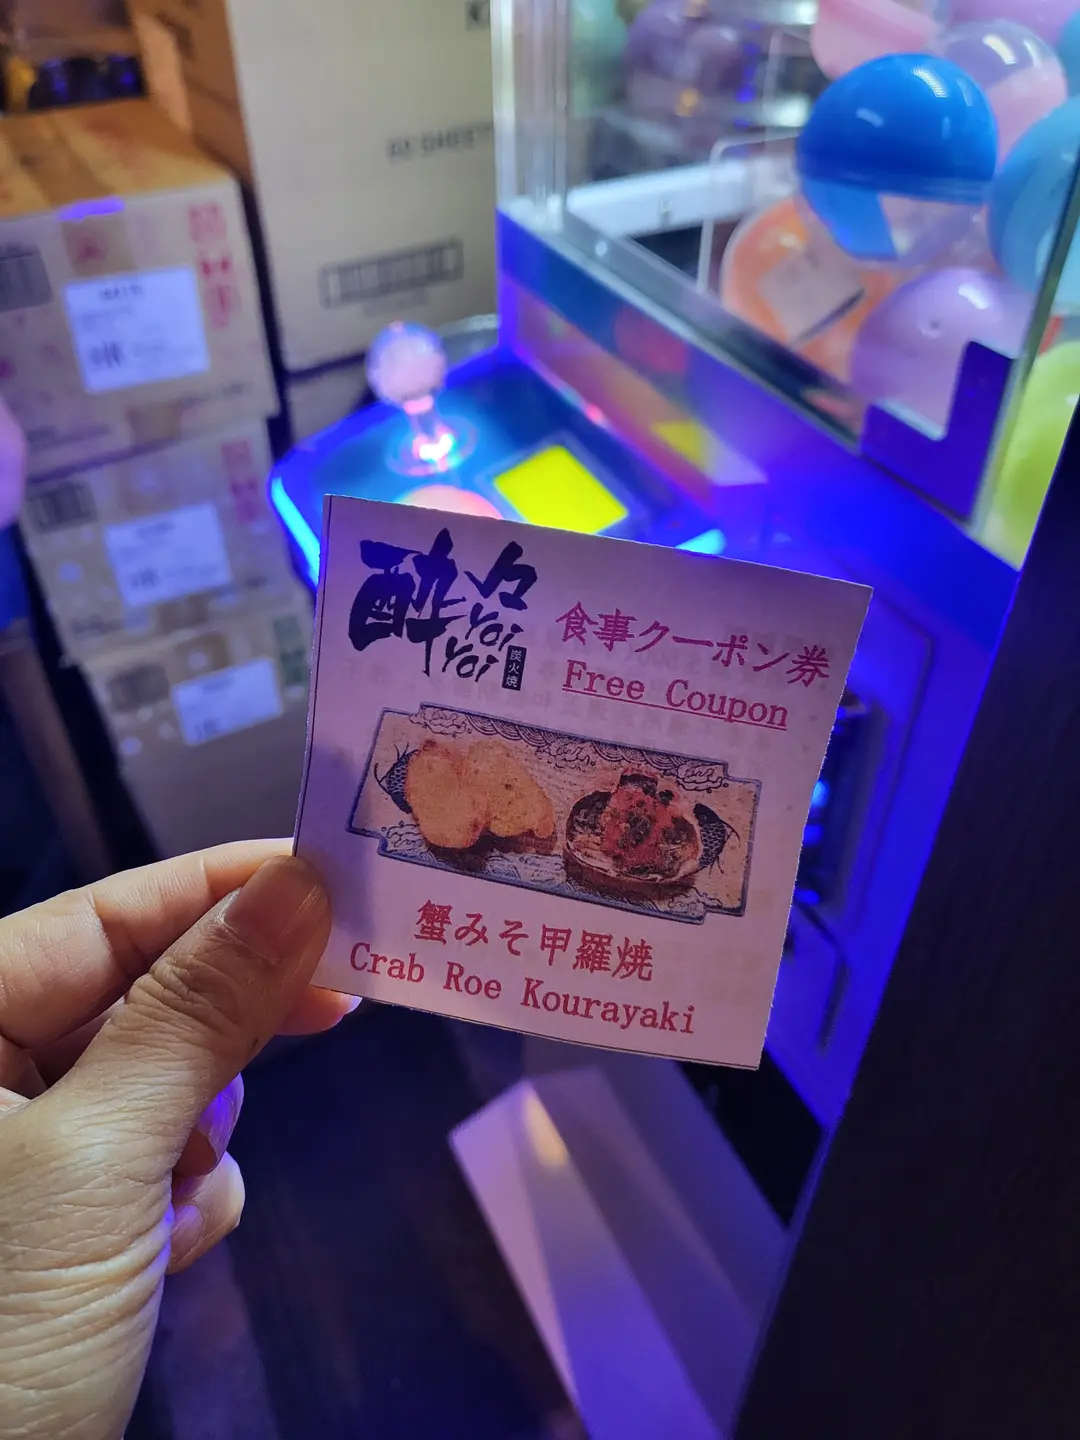 酔々
Yoi
Yoi
炭火焼
食事クーポン券
Free Coupon
蟹みそ甲羅焼
Crab Roe Kourayaki